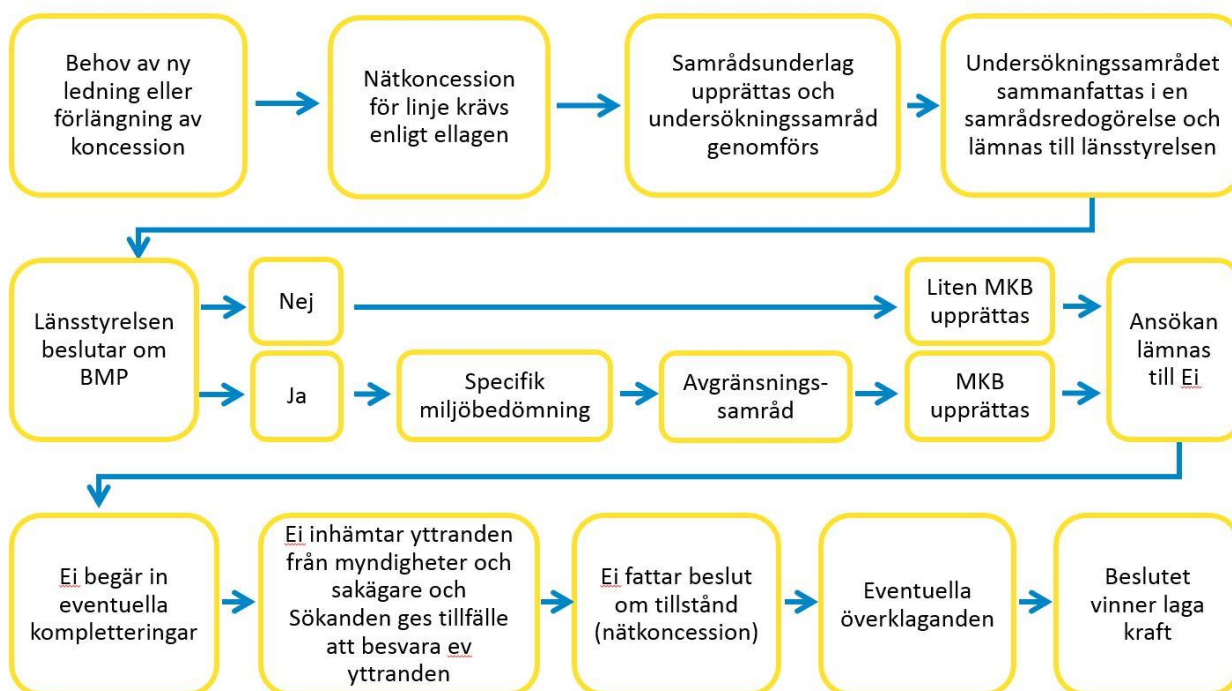 Behov av ny
ledning eller
förlängning av
koncession
Nätkoncession
för linje krävs
enligt ellagen
Samrådsunderlag
upprättas och
undersökningssamråd
genomförs
Undersökningssamrådet
sammanfattas i en
samrådsredogörelse och
lämnas till länsstyrelsen
Länsstyrelsen
beslutar om
BMP
Nej
Liten MKB
upprättas
Ja
Specifik
miljöbedömning
Avgränsnings-
samråd
MKB
upprättas
Ansökan
lämnas
till Ei
Ei begär in
eventuella
kompletteringar
Ei inhämtar yttranden
från myndigheter och
sakägare och
Sökanden ges tillfälle
att besvara ev
yttranden
Ei fattar beslut
om tillstånd
(nätkoncession)
Eventuella
överklaganden
Beslutet
vinner laga
kraft